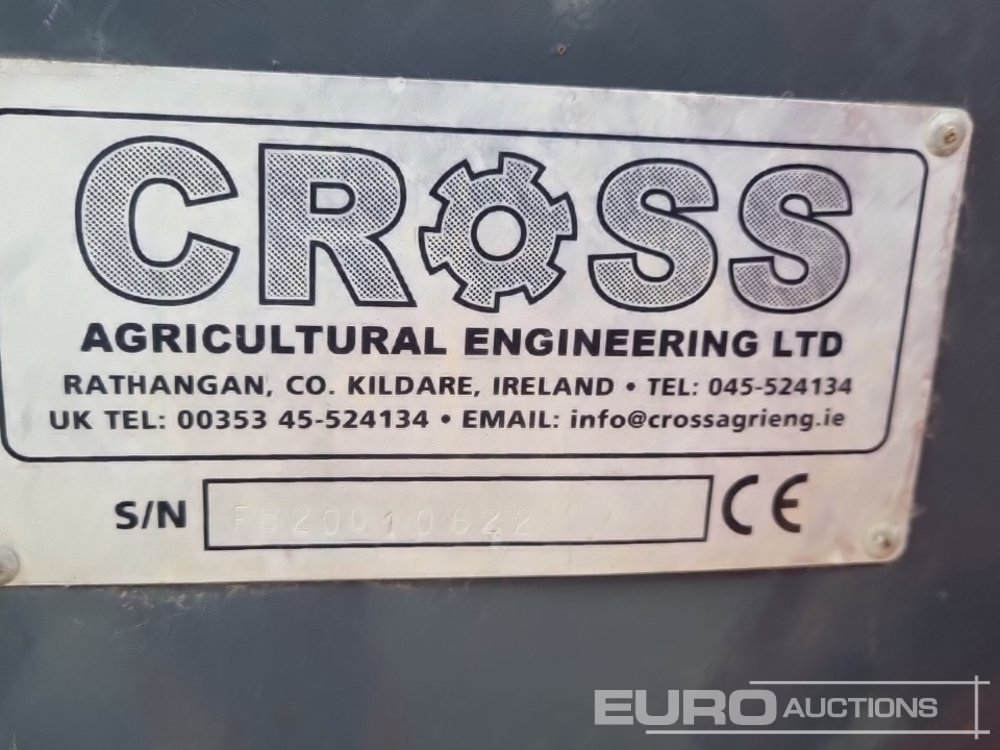 CROSS
AGRICULTURAL ENGINEERING LTD
RATHANGAN, CO. KILDARE, IRELAND • TEL: 045-524134
UK TEL: 00353 45-524134 • EMAIL: info@crossagrieng.ie
S/N CE
EURO AUCTIONS